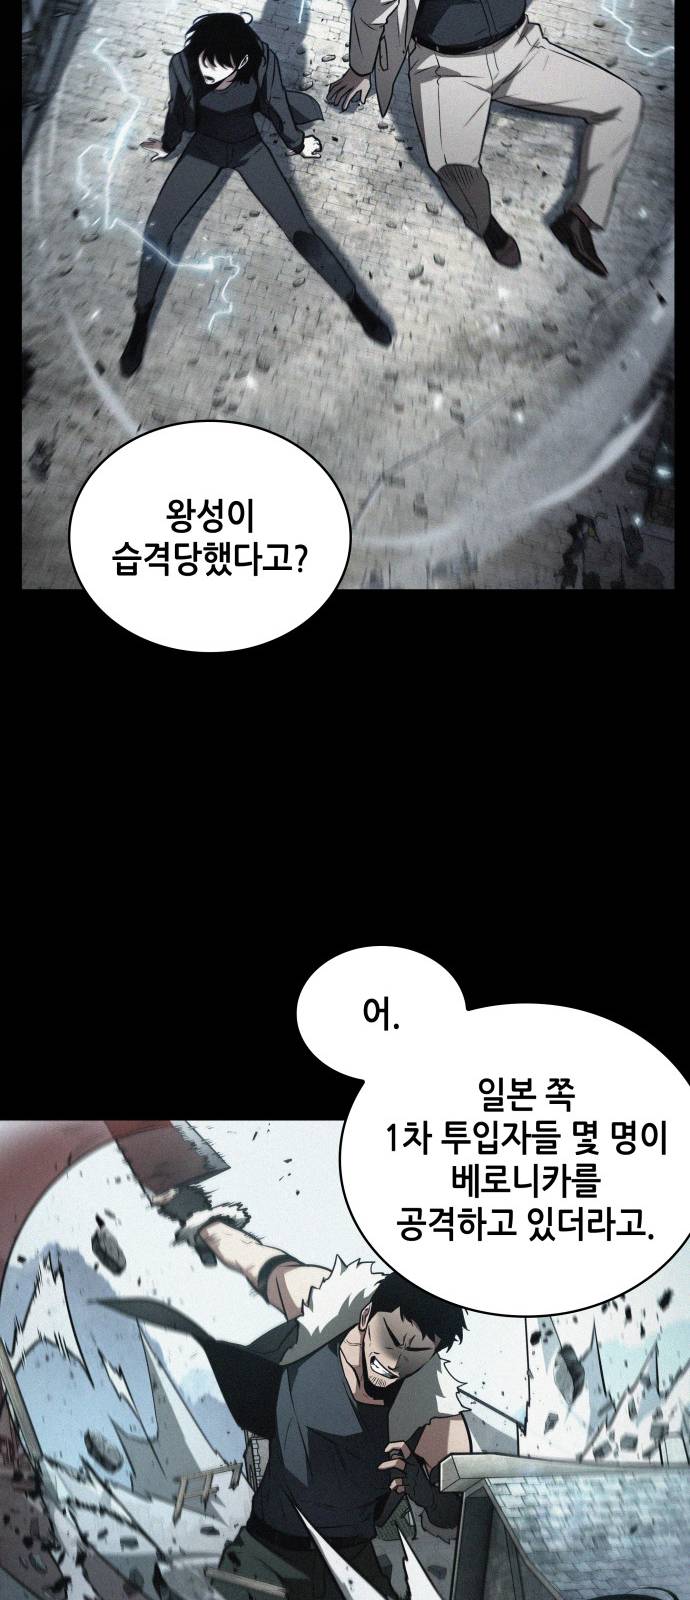 왕성이
습격당했다고?
어.
일본 쪽
1차 투입자들 몇 명이
베로니카를
공격하고 있더라고.